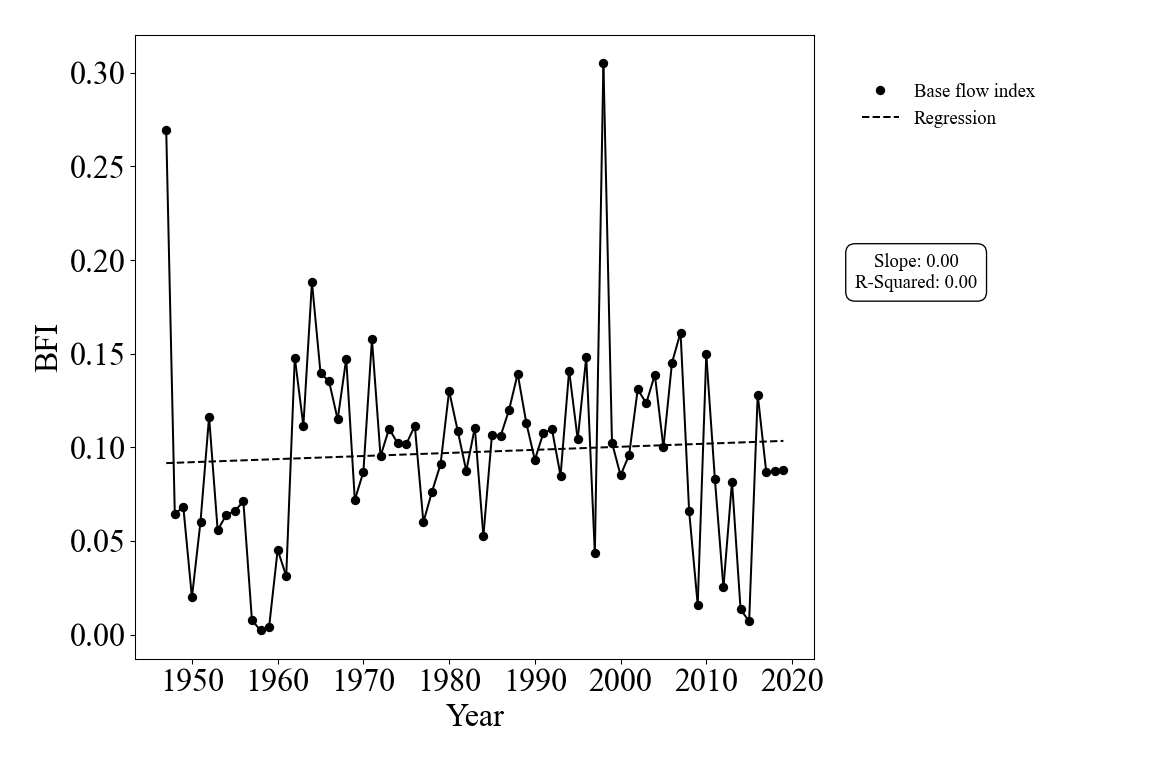 0.30
0.25
0.20
0.15
0.10
0.05
0.00
BFI
1950 1960 1970 1980 1990 2000 2010 2020
Year
Base flow index
Regression
Slope: 0.00
R-Squared: 0.00